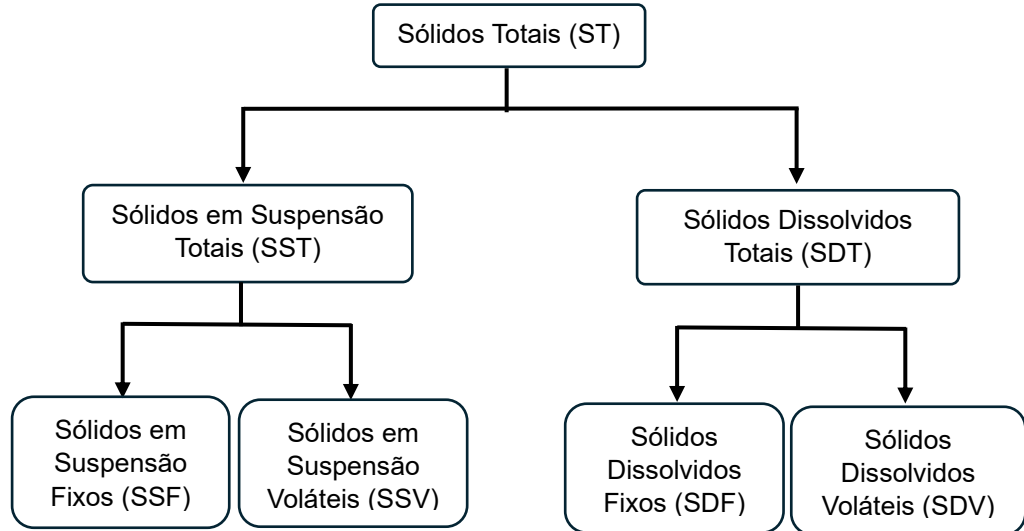 Sólidos Totais (ST)
Sólidos em Suspensão
Totais (SST)
Sólidos Dissolvidos
Totais (SDT)
Sólidos em
Suspensão
Fixos (SSF)
Sólidos em
Suspensão
Voláteis (SSV)
Sólidos
Dissolvidos
Fixos (SDF)
Sólidos
Dissolvidos
Voláteis (SDV)